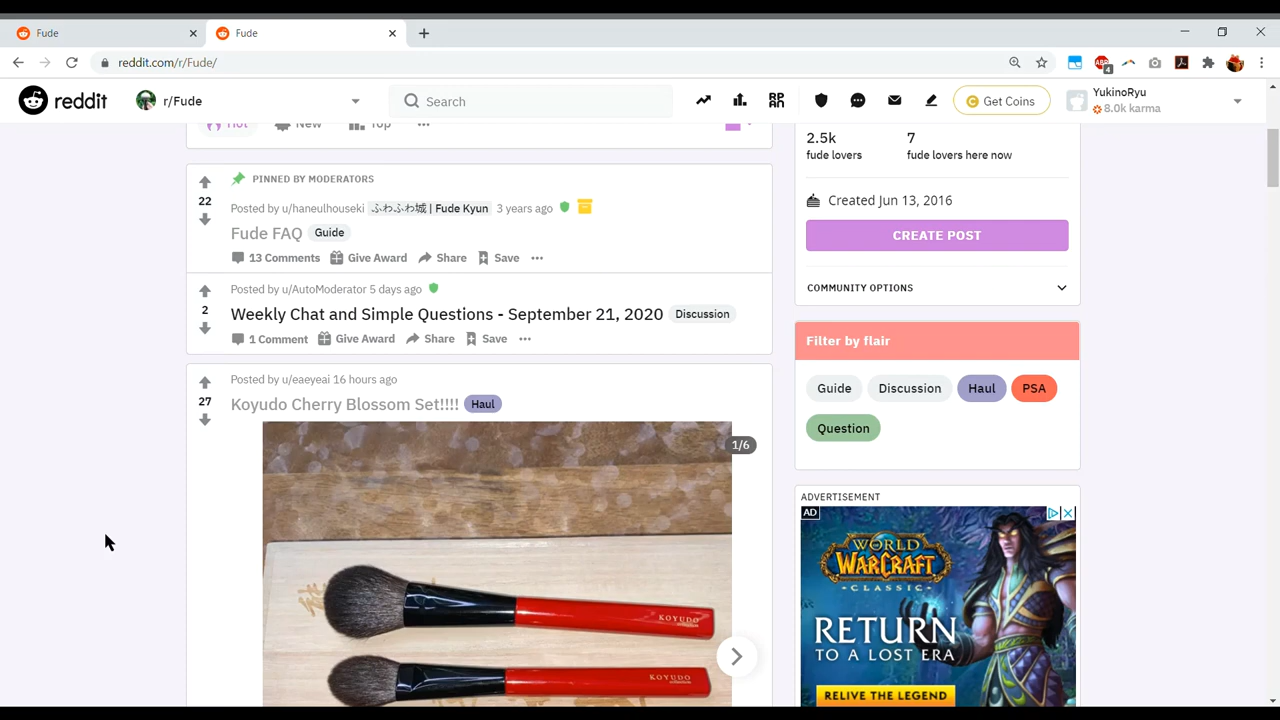 Fude
Fude
reddit.com/r/Fude/
4
reddit
r/Fude
Search
Get Coins
YukinoRyu
8.0k karma
Hot
New
Top
22
PINNED BY MODERATORS
Posted by u/haneulhouseki ふわふわ城 | Fude Kyun 3 years ago
Fude FAQ Guide
13 Comments Give Award Share Save
2
Posted by u/AutoModerator 5 days ago
Weekly Chat and Simple Questions - September 21, 2020 Discussion
1 Comment Give Award Share Save
27
Posted by u/eaeyeai 16 hours ago
Koyudo Cherry Blossom Set!!!! Haul
1/6
KOYUDO
KOYUDO
2.5k
fude lovers
7
fude lovers here now
Created Jun 13, 2016
CREATE POST
COMMUNITY OPTIONS
Filter by flair
Guide Discussion Haul PSA
Question
ADVERTISEMENT
AD
WORLD
OF
WARCRAFT
CLASSIC
RETURN
TO A LOST ERA
RELIVE THE LEGEND